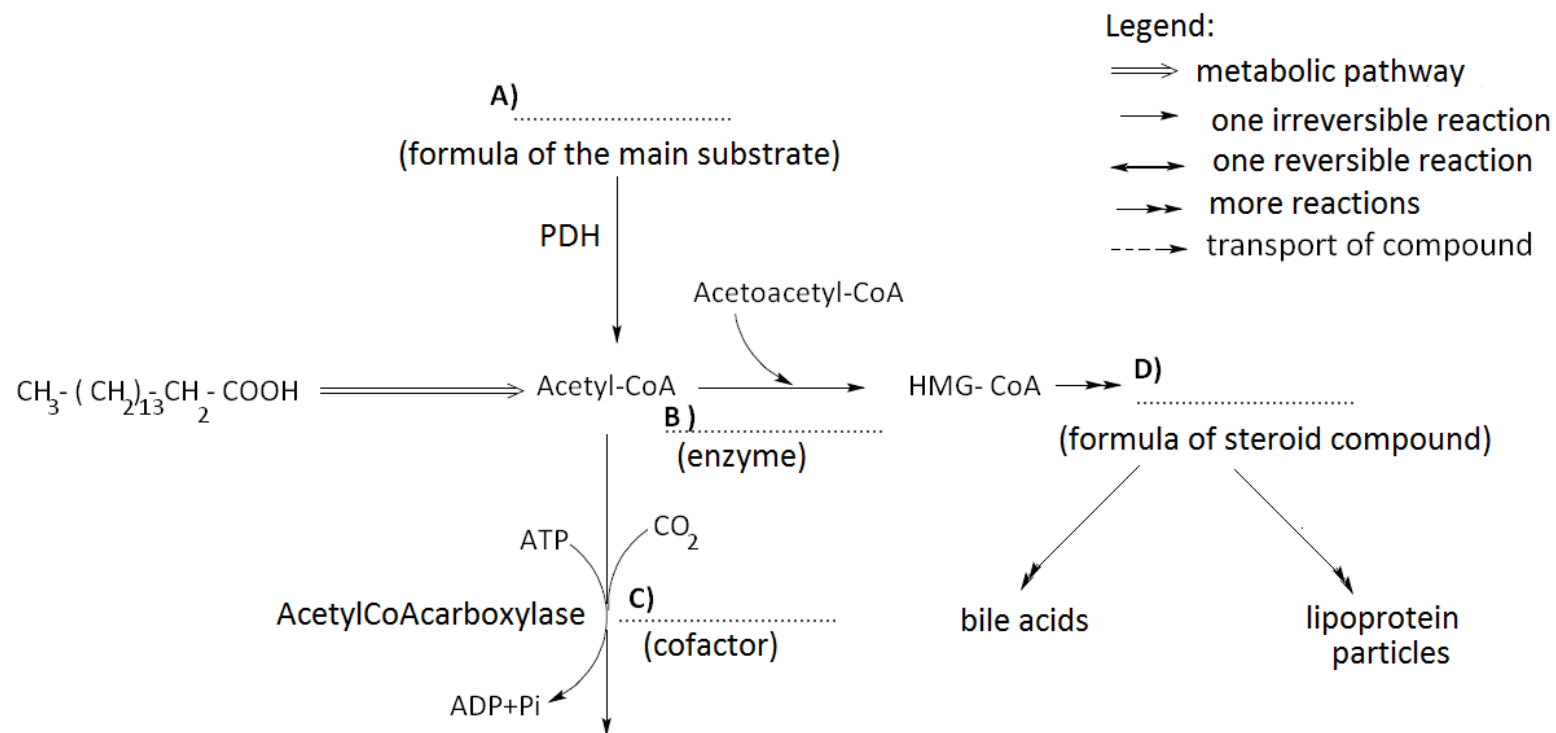 Legend:
metabolic pathway
one irreversible reaction
one reversible reaction
more reactions
transport of compound
A) ........................................
(formula of the main substrate)
PDH
Acetoacetyl-CoA
CH3- ( CH2)13-CH2- COOH
Acetyl-CoA
HMG- CoA
D) ........................................
B ) ........................................
(enzyme)
(formula of steroid compound)
ATP
CO2
AcetylCoAcarboxylase
C) ........................................
(cofactor)
bile acids
lipoprotein
particles
ADP+Pi